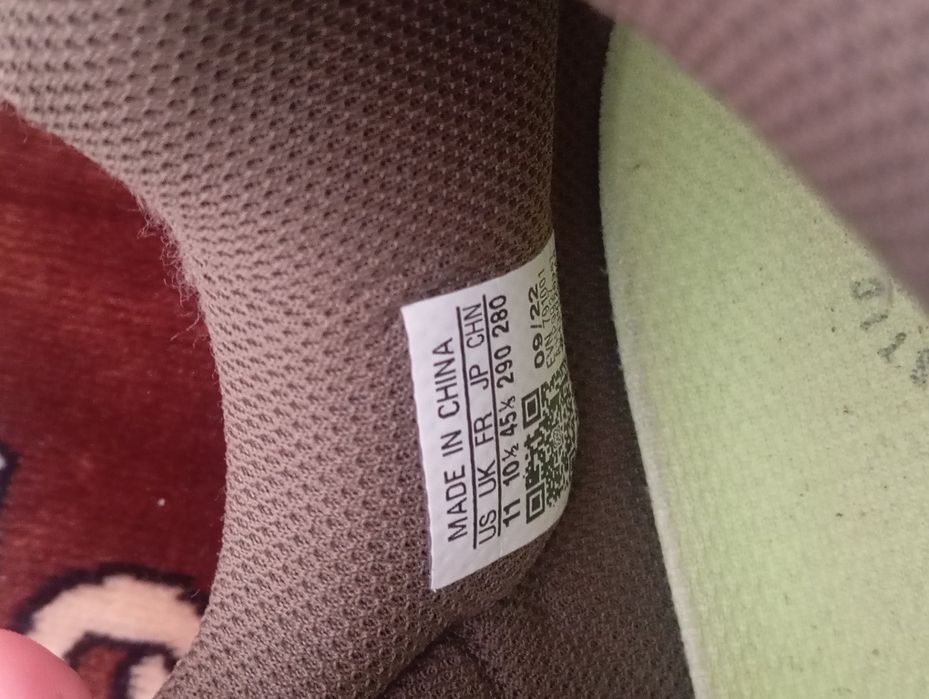 MADE IN CHINA
US UK FR JP CHN
11 10½ 45⅓ 290 280
09/22